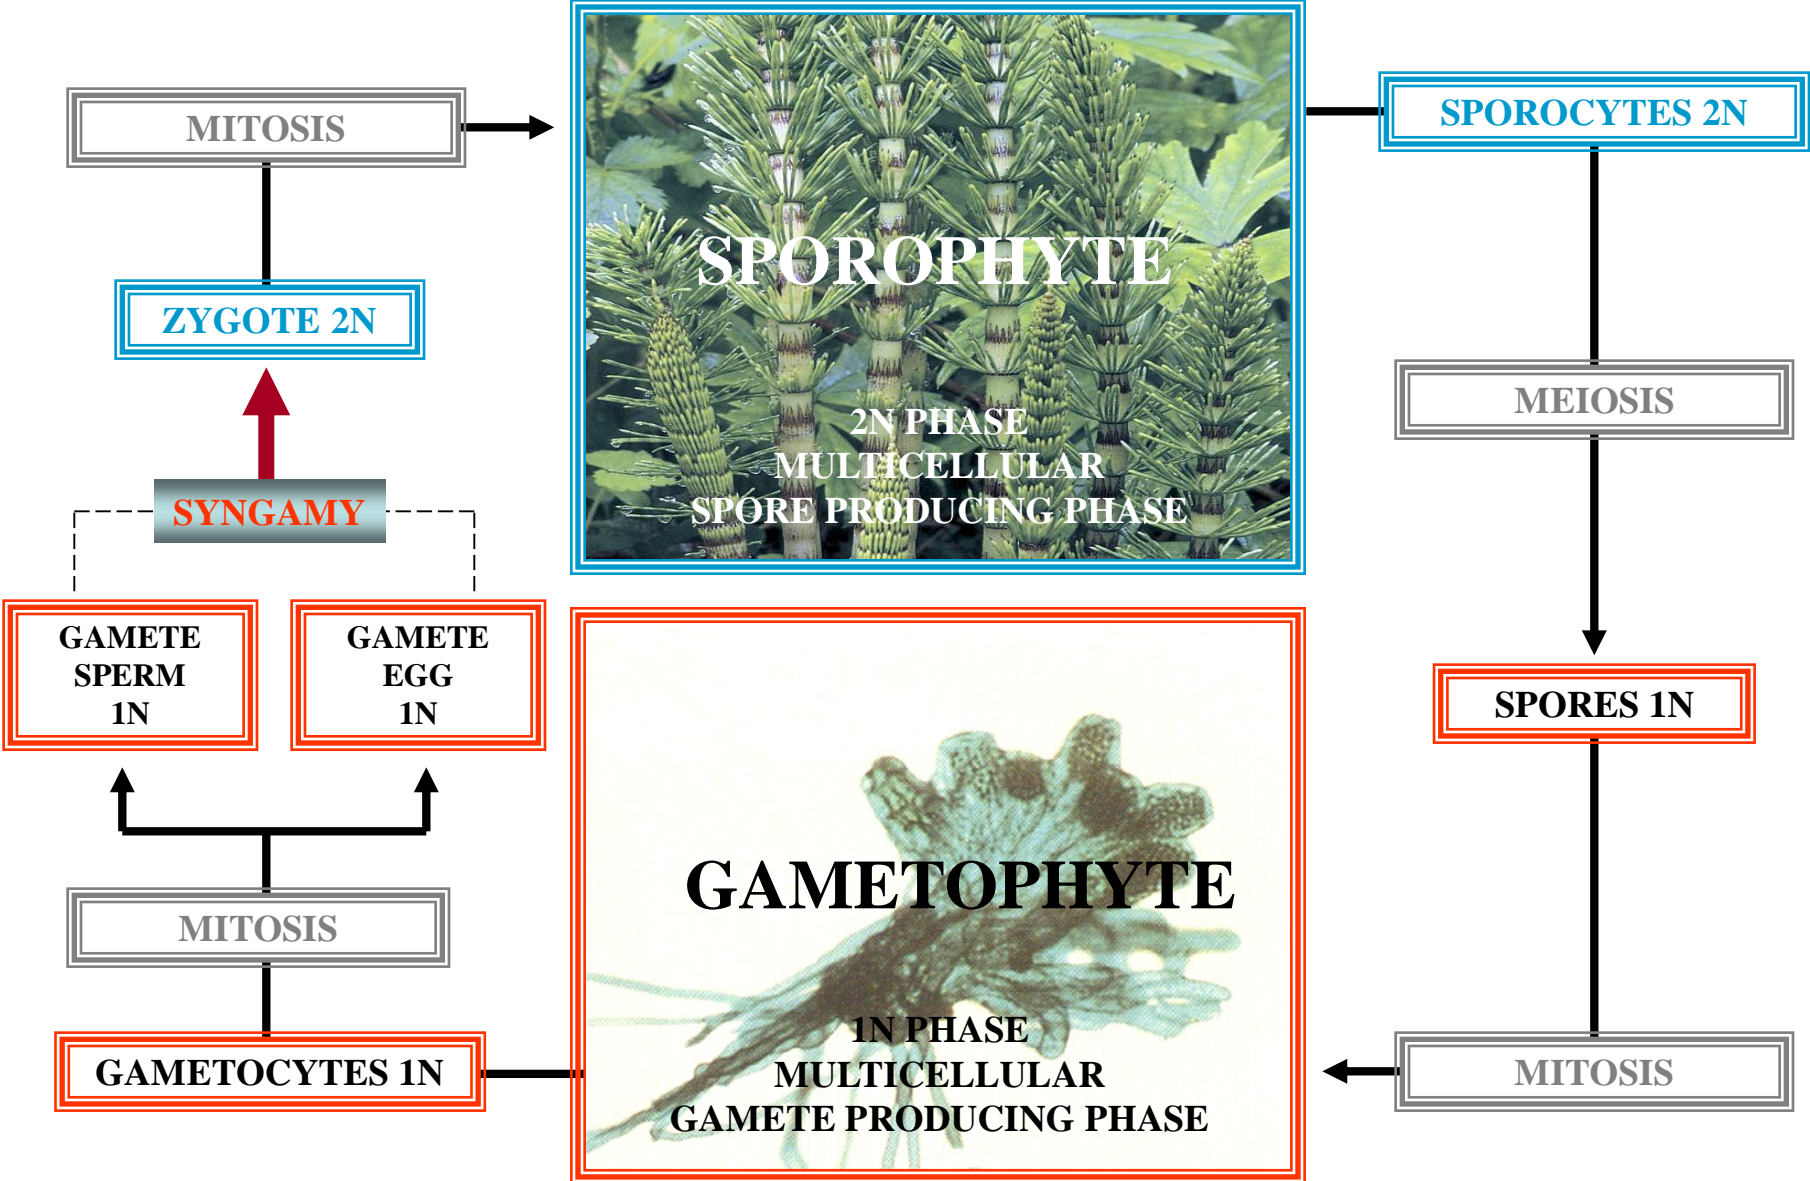 MITOSIS
SPOROCYTES 2N
SPOROPHYTE
ZYGOTE 2N
MEIOSIS
2N PHASE
MULTICELLULAR
SPORE PRODUCING PHASE
SYNGAMY
GAMETE
SPERM
1N
GAMETE
EGG
1N
SPORES 1N
GAMETOPHYTE
MITOSIS
1N PHASE
MULTICELLULAR
GAMETE PRODUCING PHASE
GAMETOCYTES 1N
MITOSIS